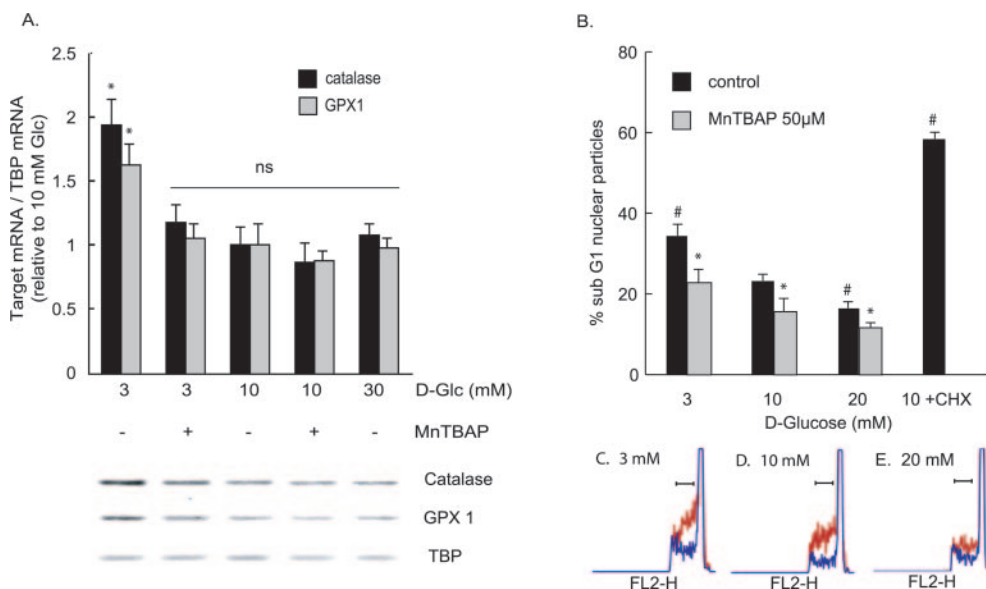 A.
Target mRNA / TBP mRNA
(relative to 10 mM Glc)
2.5
2
1.5
1
0.5
0
catalase
GPX1
*
*
ns
3 3 10 10 30 D-Glc (mM)
- + - + - MnTBAP
Catalase
GPX 1
TBP
B.
% sub G1 nuclear particles
80
60
40
20
0
control
MnTBAP 50µM
#
*
*
#
*
#
3 10 20 10 +CHX
D-Glucose (mM)
C. 3 mM D. 10 mM E. 20 mM
FL2-H FL2-H FL2-H